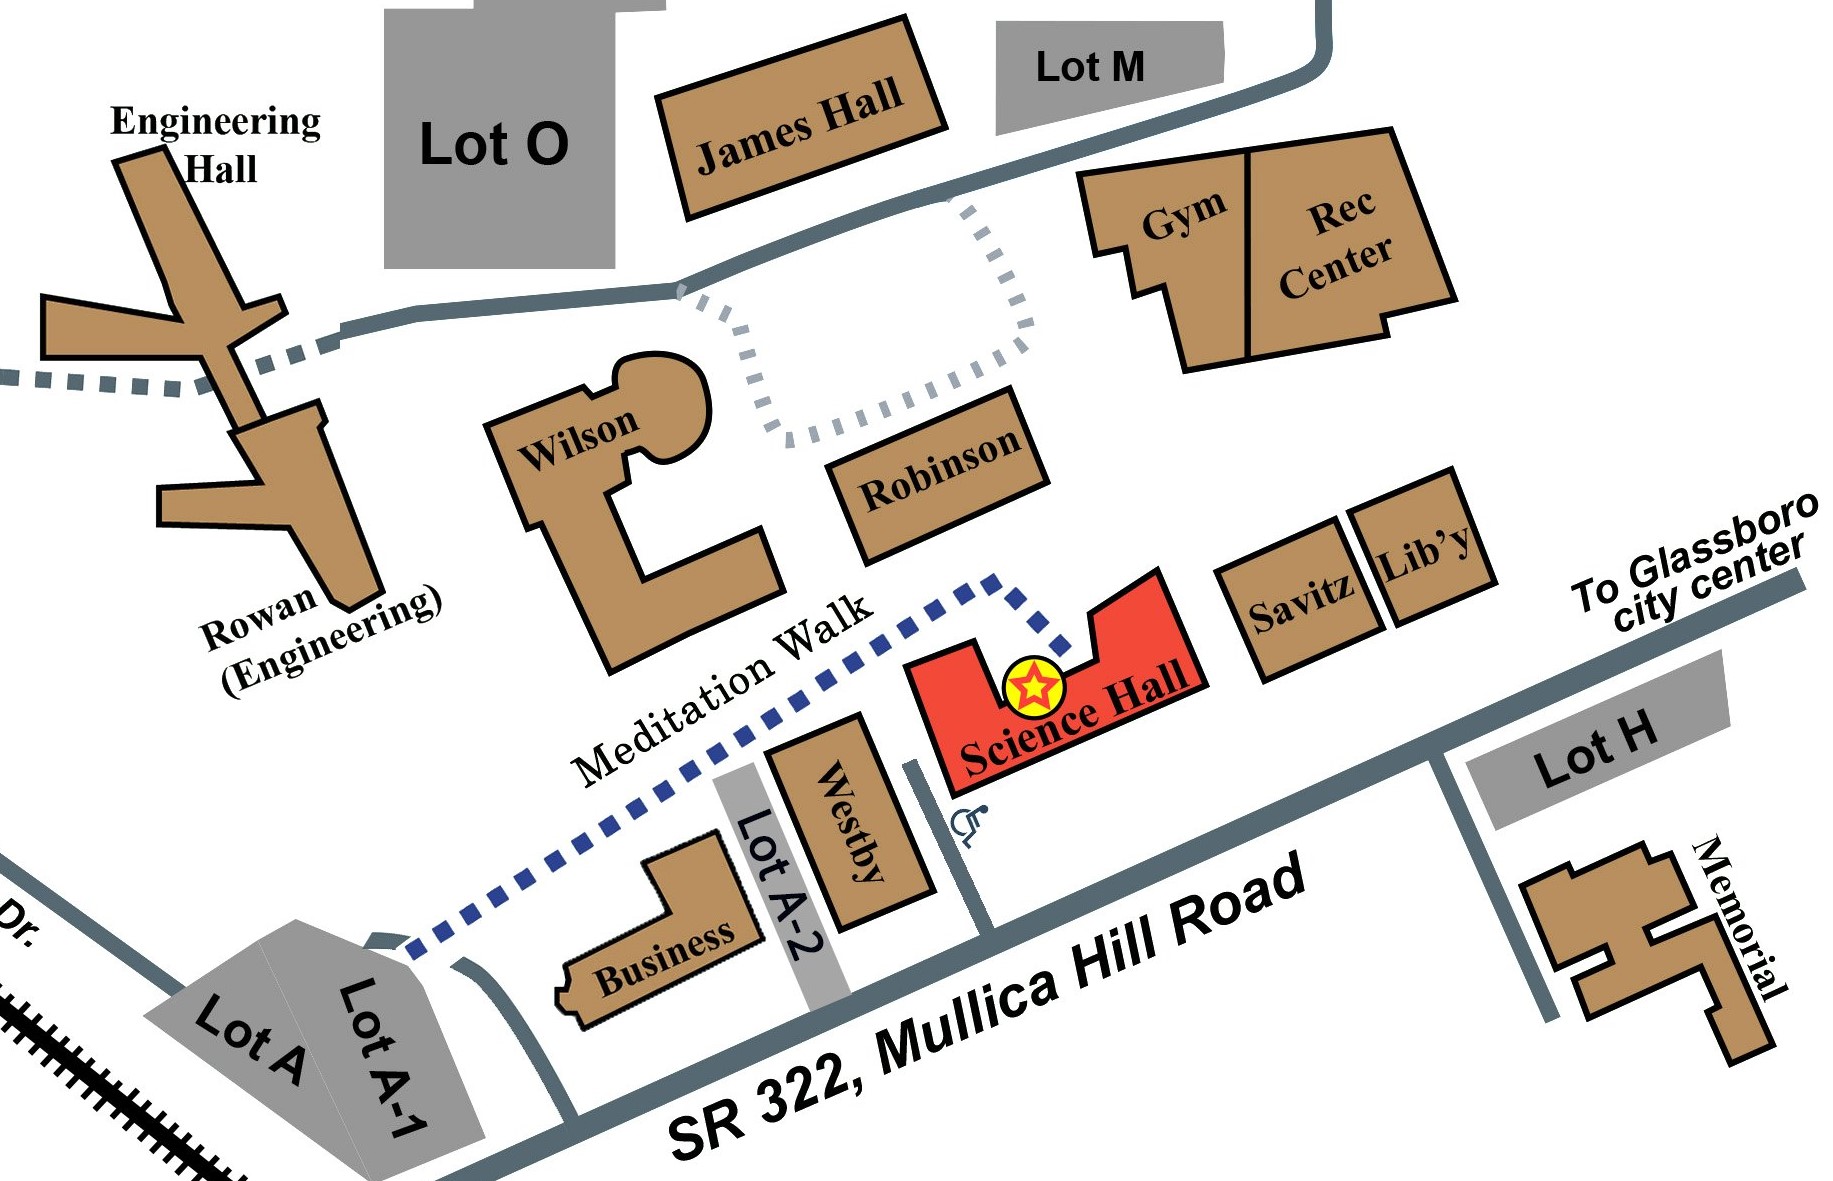 Lot O
James Hall
Lot M
Engineering
Hall
Gym
Rec
Center
Wilson
Robinson
Savitz
Lib’y
To Glassboro
city center
Rowan
(Engineering)
Meditation Walk
Science Hall
Westby
Lot H
Lot A-2
Business
Memorial
Dr.
Lot A
Lot A-1
SR 322, Mullica Hill Road